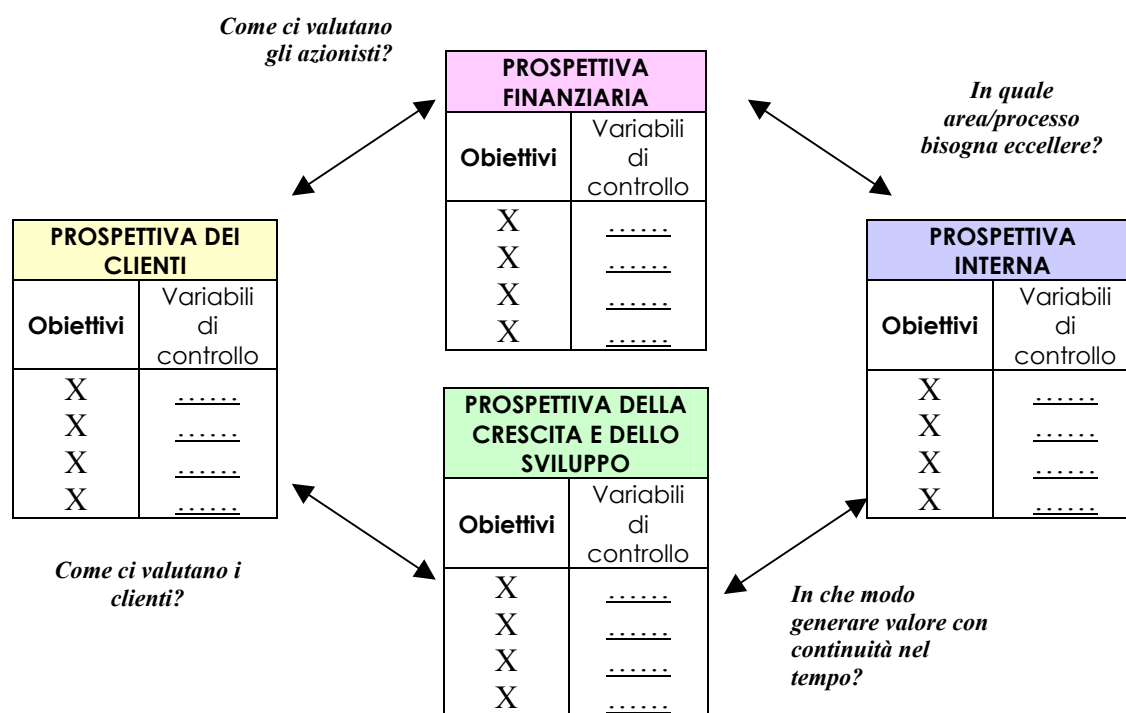 Come ci valutano
gli azionisti?
PROSPETTIVA
FINANZIARIA
Obiettivi
Variabili
di
controllo
X ......
X ......
X ......
X ......
In quale
area/processo
bisogna eccellere?
PROSPETTIVA DEI
CLIENTI
Obiettivi
Variabili
di
controllo
X ......
X ......
X ......
X ......
Come ci valutano i
clienti?
PROSPETTIVA
INTERNA
Obiettivi
Variabili
di
controllo
X ......
X ......
X ......
X ......
PROSPETTIVA DELLA
CRESCITA E DELLO
SVILUPPO
Obiettivi
Variabili
di
controllo
X ......
X ......
X ......
X ......
In che modo
generare valore con
continuità nel
tempo?